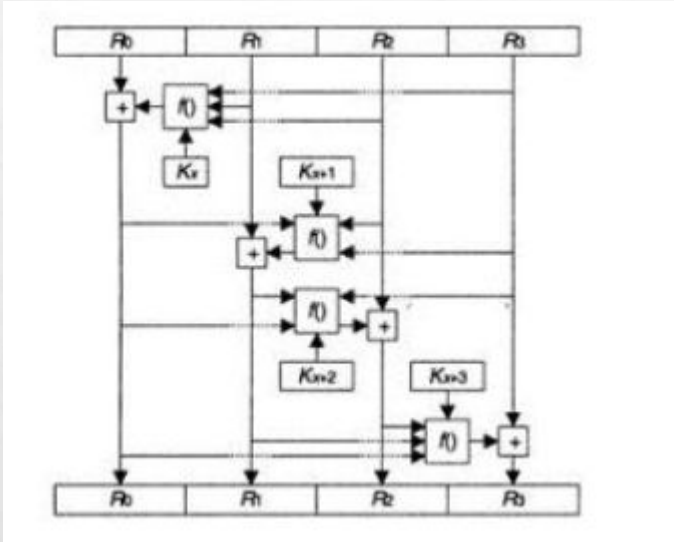 R0 R1 R2 R3
+ f()
Kx Kx+1
f()
+
f()
+
Kx+2 Kx+3
f() +
R0 R1 R2 R3